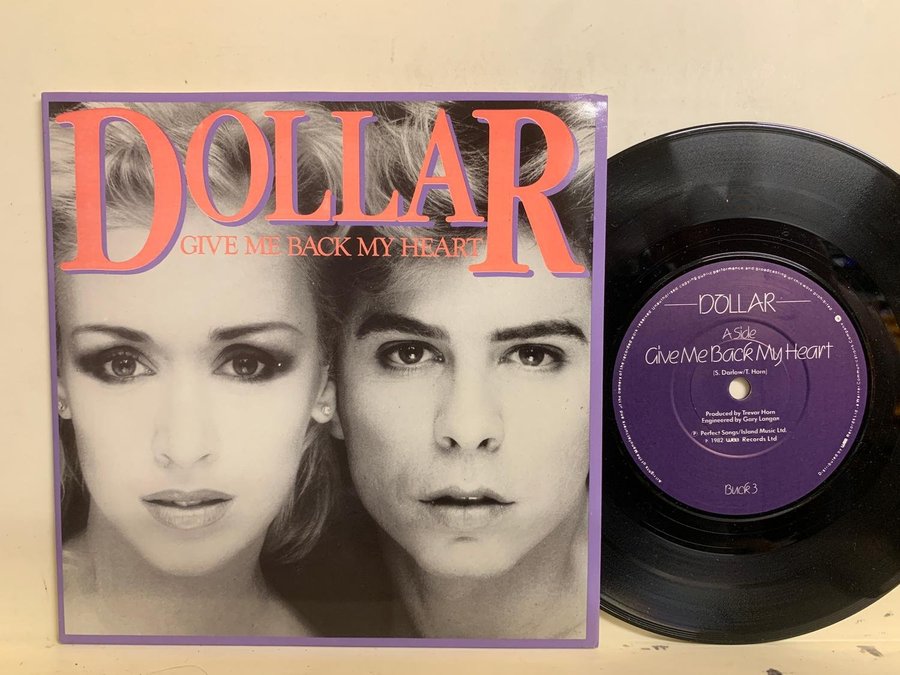 DOLLAR
GIVE ME BACK MY HEART
DOLLAR
A Side
Give Me Back My Heart
(S. Darlow/T. Horn)
Produced by Trevor Horn
Engineered by Gary Langan
Perfect Songs/Island Music Ltd.
℗ 1982 WEA Records Ltd
Buck 3